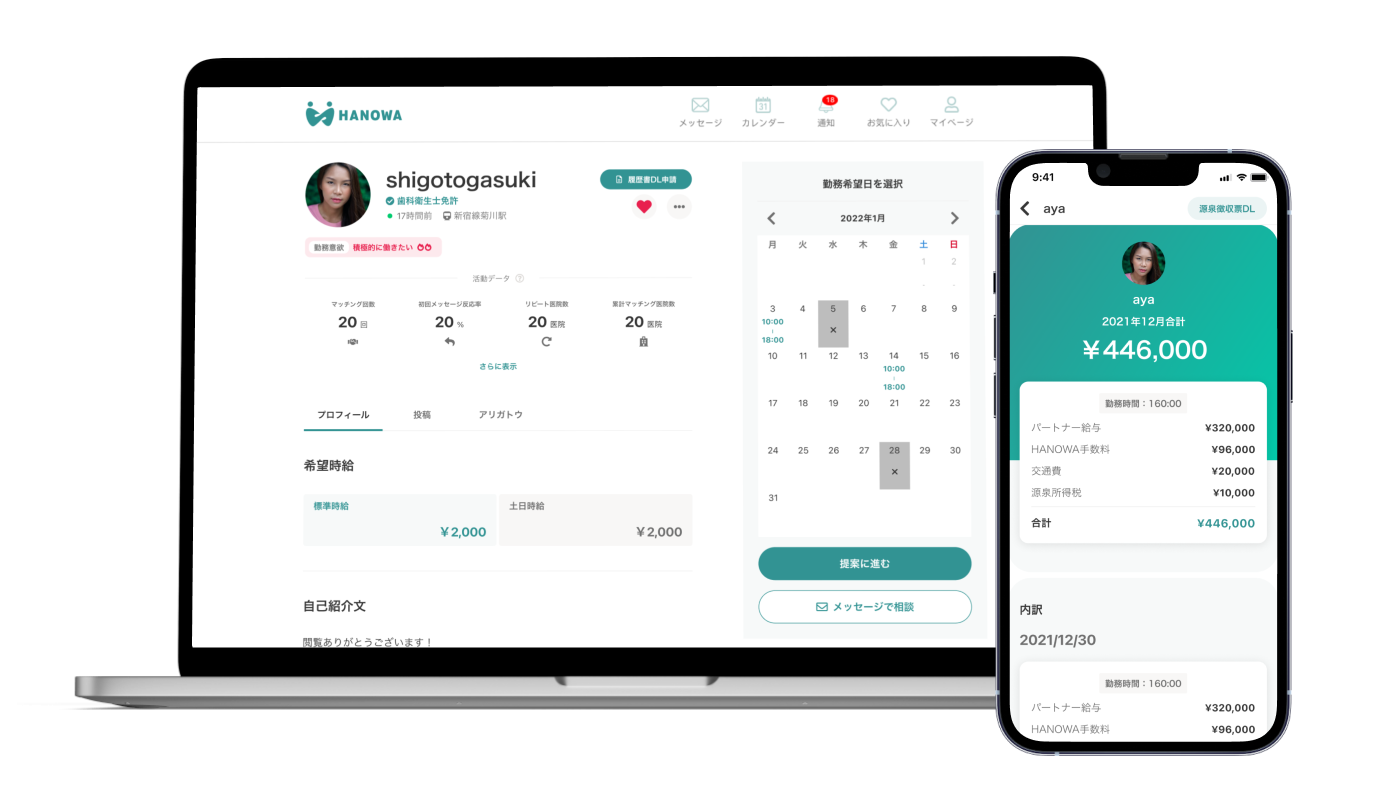 HANOWA
メッセージ
31
カレンダー
18
通知
お気に入り
マイページ
shigotogasuki
履歴書DL申請
歯科衛生士免許
17時間前 新宿線菊川駅
勤務意欲 積極的に働きたい
活動データ ?
マッチング回数
20 回
初回メッセージ反応率
20 %
リピート医院数
20 医院
累計マッチング医院数
20 医院
さらに表示
プロフィール 投稿 アリガトウ
希望時給
標準時給
¥2,000
土日時給
¥2,000
自己紹介文
閲覧ありがとうございます!
勤務希望日を選択
2022年1月
月 火 水 木 金 土 日
1 2
- -
3 4 5 6 7 8 9
10:00 ×
~
18:00
10 11 12 13 14 15 16
10:00
~
18:00
17 18 19 20 21 22 23
24 25 26 27 28 29 30
×
31
提案に進む
メッセージで相談
9:41
aya
源泉徴収票DL
aya
2021年12月合計
¥446,000
勤務時間:160:00
パートナー給与 ¥320,000
HANOWA手数料 ¥96,000
交通費 ¥20,000
源泉所得税 ¥10,000
合計 ¥446,000
内訳
2021/12/30
勤務時間:160:00
パートナー給与 ¥320,000
HANOWA手数料 ¥96,000